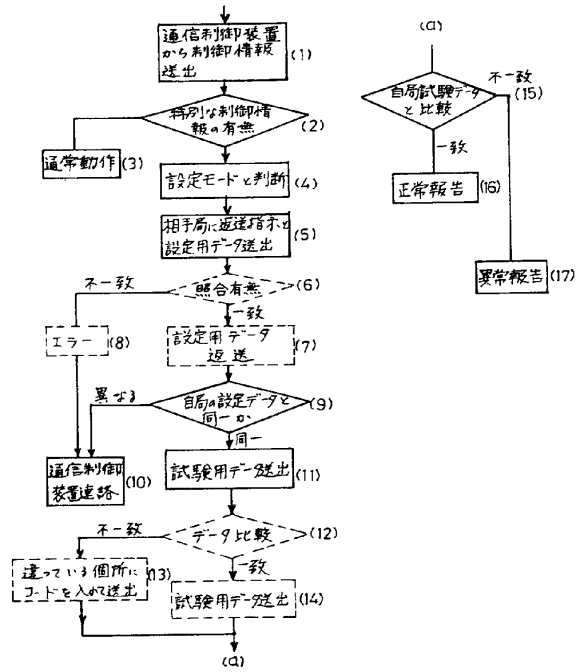 通信制御装置
から制御情報
送出
(1)
特別な制御情
報の有無
(2)
通常動作
(3)
設定モードと判断
(4)
相手局に返送指示と
設定用データ送出
(5)
照合有無
(6)
不一致
一致
エラー
(8)
設定用データ
返送
(7)
自局の設定データと
同一か
(9)
異なる
同一
通信制御
装置連絡
(10)
試験用データ送出
(11)
データ比較
(12)
不一致
一致
違っている個所に
コードを入れて送出
(13)
試験用データ送出
(14)
(a)
(a)
自局試験データ
と比較
不一致
(15)
一致
正常報告
(16)
異常報告
(17)